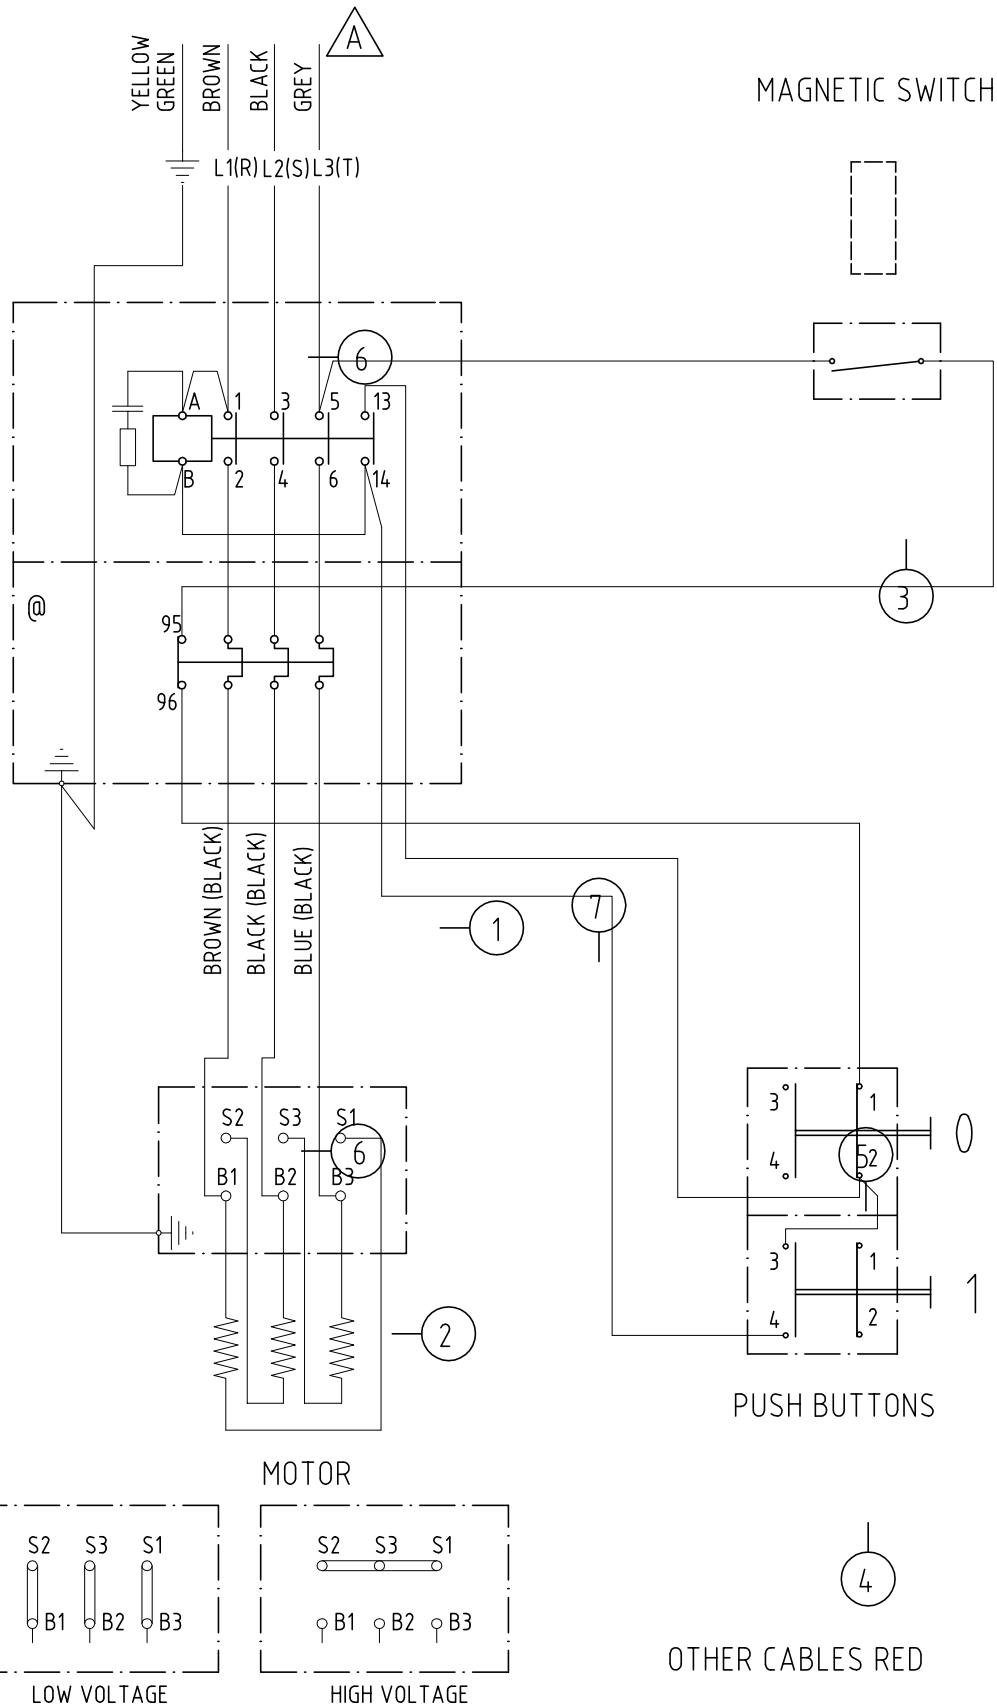 A
YELLOW
GREEN
BROWN
BLACK
GREY
MAGNETIC SWITCH
L1(R) L2(S) L3(T)
6
A 1 3 5 13
B 2 4 6 14
@
3
95
96
BROWN (BLACK)
BLACK (BLACK)
BLUE (BLACK)
7
1
3 1
S2 S3 S1
0
6
5
4 2
B1 B2 B3
3 1
1
4 2
2
PUSH BUTTONS
MOTOR
S2 S3 S1
S2 S3 S1
4
B1 B2 B3
B1 B2 B3
OTHER CABLES RED
LOW VOLTAGE
HIGH VOLTAGE